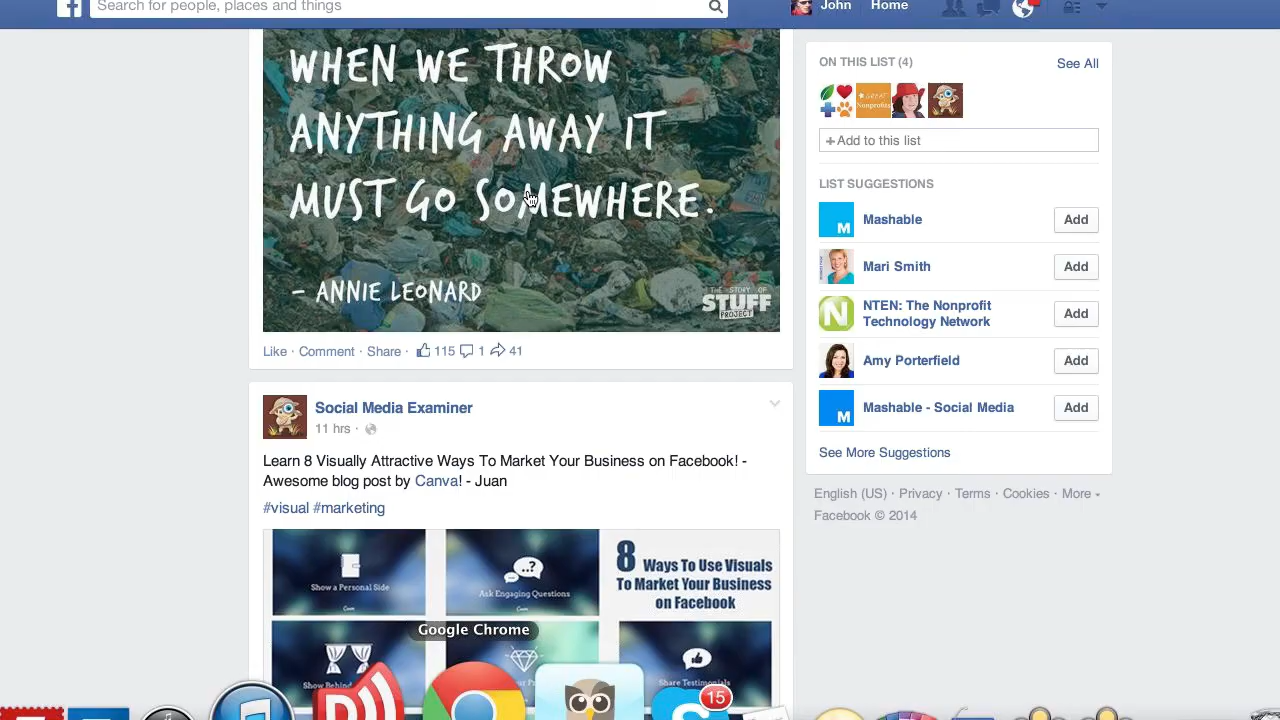 Search for people, places and things
John
Home
WHEN WE THROW
ANYTHING AWAY IT
MUST GO SOMEWHERE.
- ANNIE LEONARD
THE STORY OF
STUFF
PROJECT
Like · Comment · Share · 115 1 41
Social Media Examiner
11 hrs ·
Learn 8 Visually Attractive Ways To Market Your Business on Facebook! -
Awesome blog post by Canva! - Juan
#visual #marketing
Show a Personal Side
Ask Engaging Questions
8 Ways To Use Visuals
To Market Your Business
on Facebook
Google Chrome
Share Testimonials
15
ON THIS LIST (4)
See All
GREAT
Nonprofits
+ Add to this list
LIST SUGGESTIONS
M
Mashable
Add
Mari Smith
Add
N
NTEN: The Nonprofit
Technology Network
Add
Amy Porterfield
Add
M
Mashable - Social Media
Add
See More Suggestions
English (US) · Privacy · Terms · Cookies · More
Facebook © 2014